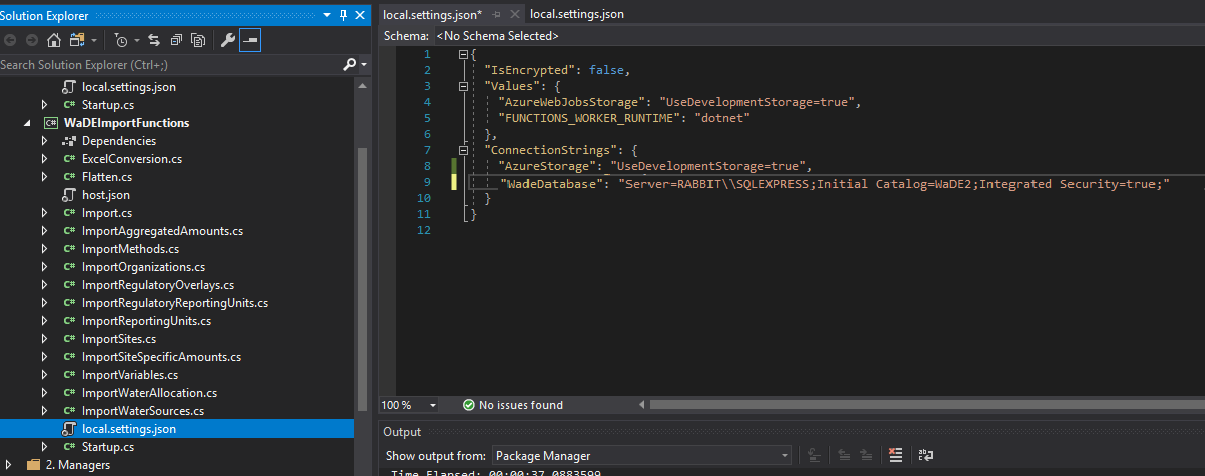 Solution Explorer
Search Solution Explorer (Ctrl+;)
local.settings.json
C# Startup.cs
C# WaDEImportFunctions
Dependencies
C# ExcelConversion.cs
C# Flatten.cs
host.json
C# Import.cs
C# ImportAggregatedAmounts.cs
C# ImportMethods.cs
C# ImportOrganizations.cs
C# ImportRegulatoryOverlays.cs
C# ImportRegulatoryReportingUnits.cs
C# ImportReportingUnits.cs
C# ImportSites.cs
C# ImportSiteSpecificAmounts.cs
C# ImportVariables.cs
C# ImportWaterAllocation.cs
C# ImportWaterSources.cs
local.settings.json
C# Startup.cs
2. Managers
local.settings.json* local.settings.json
Schema: <No Schema Selected>
1 {
2 "IsEncrypted": false,
3 "Values": {
4 "AzureWebJobsStorage": "UseDevelopmentStorage=true",
5 "FUNCTIONS_WORKER_RUNTIME": "dotnet"
6 },
7 "ConnectionStrings": {
8 "AzureStorage": "UseDevelopmentStorage=true",
9 "WadeDatabase": "Server=RABBIT\\SQLEXPRESS;Initial Catalog=WaDE2;Integrated Security=true;"
10 }
11 }
12
100 % No issues found
Output
Show output from: Package Manager
Time Elapsed: 00:00:37.0883599